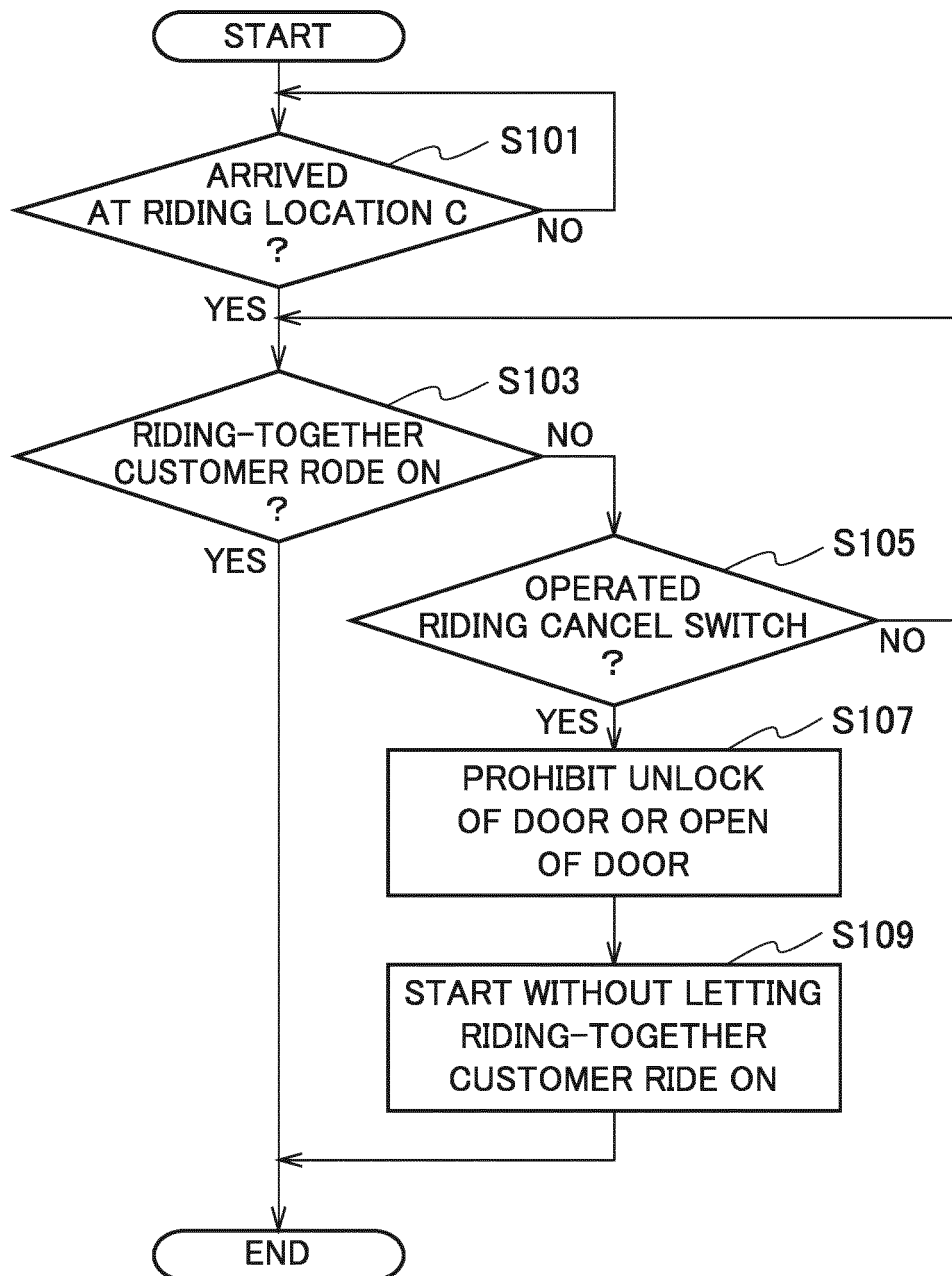 START
S101
ARRIVED
AT RIDING LOCATION C
?
NO
YES
S103
RIDING-TOGETHER
CUSTOMER RODE ON
?
NO
YES
S105
OPERATED
RIDING CANCEL SWITCH
?
NO
YES
S107
PROHIBIT UNLOCK
OF DOOR OR OPEN
OF DOOR
S109
START WITHOUT LETTING
RIDING-TOGETHER
CUSTOMER RIDE ON
END